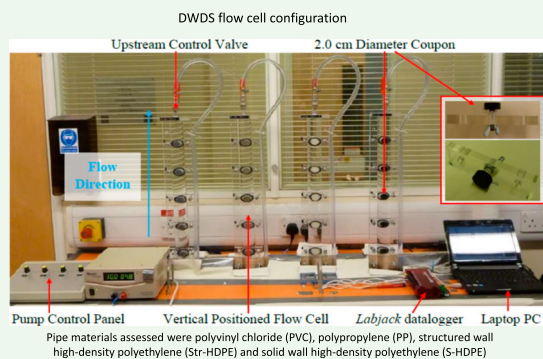 DWDS flow cell configuration
Upstream Control Valve
2.0 cm Diameter Coupon
Flow
Direction
Pump Control Panel
Vertical Positioned Flow Cell
Labjack datalogger
Laptop PC
Pipe materials assessed were polyvinyl chloride (PVC), polypropylene (PP), structured wall
high-density polyethylene (Str-HDPE) and solid wall high-density polyethylene (S-HDPE)